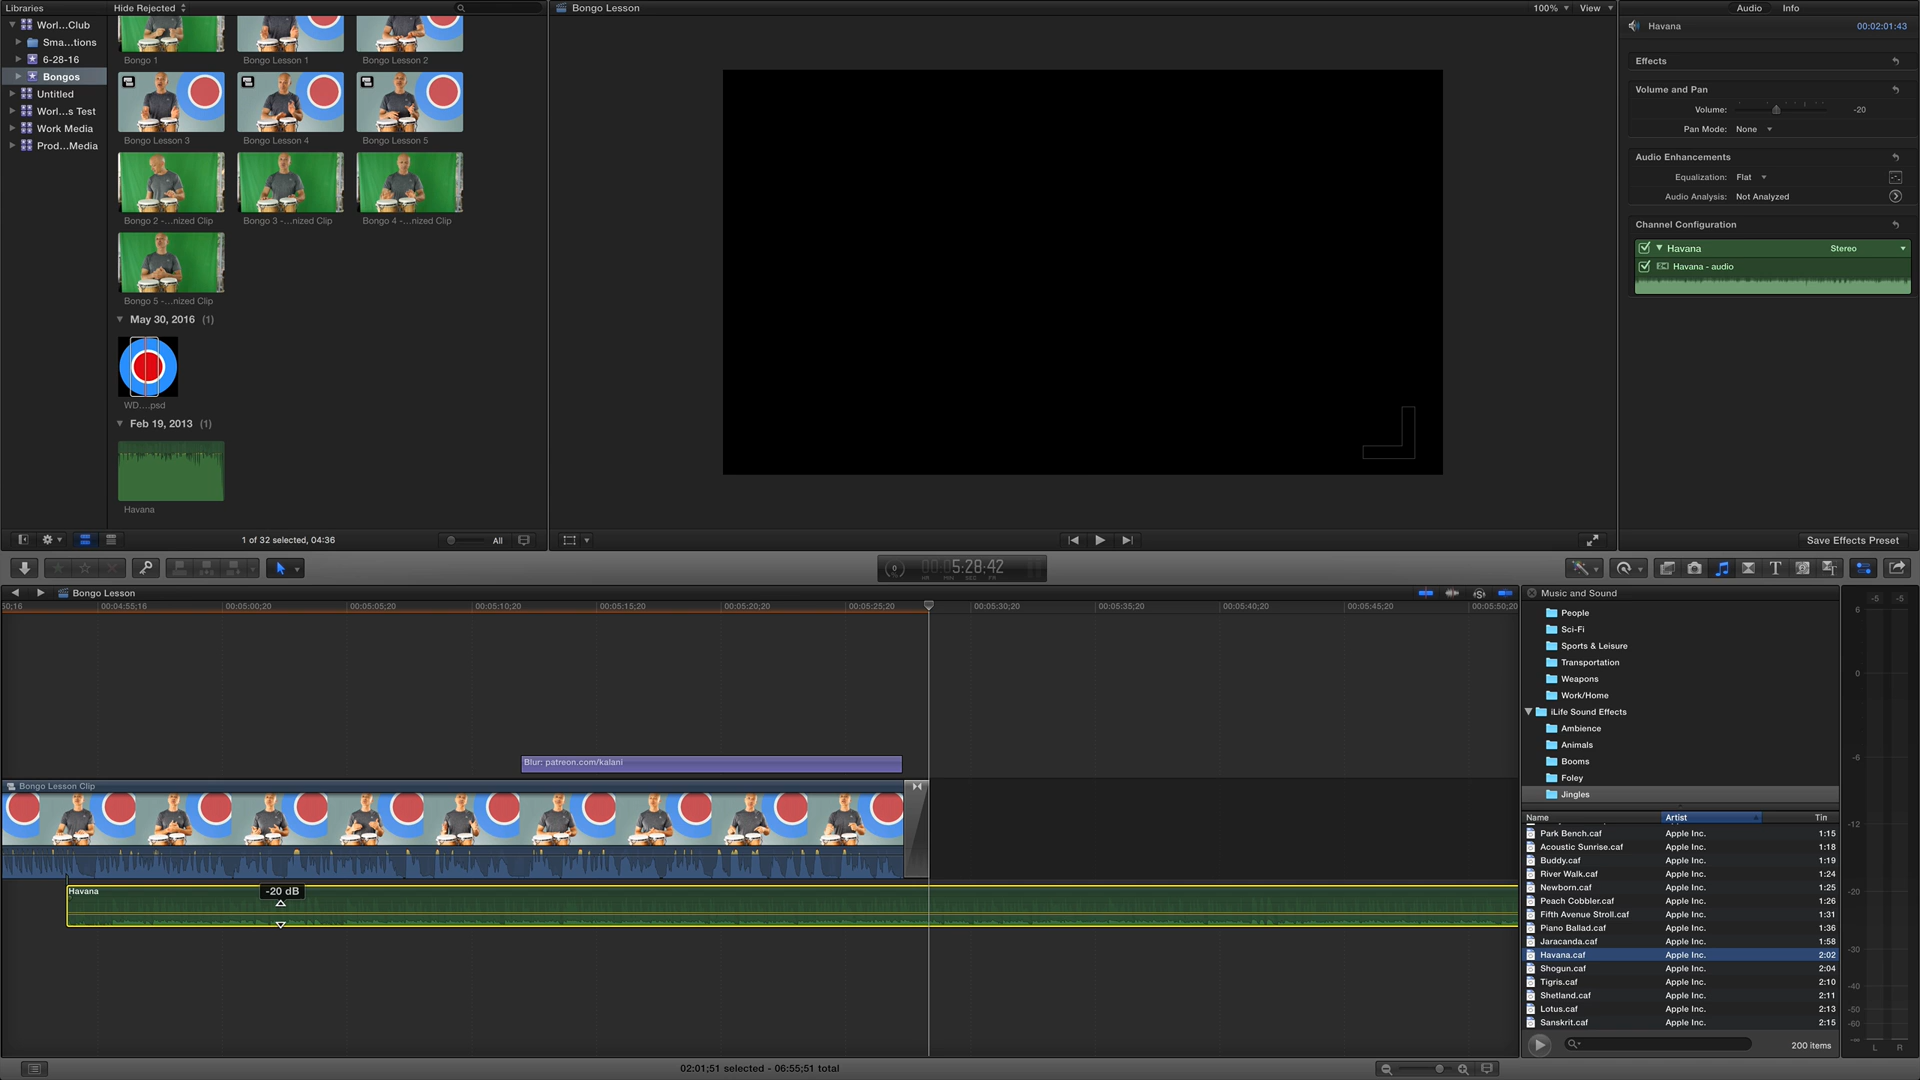 Libraries
Worl...Club
Sma...tions
6-28-16
Bongos
Untitled
Worl...s Test
Work Media
Prod...Media
Hide Rejected
Bongo 1
Bongo Lesson 1
Bongo Lesson 2
Bongo Lesson 3
Bongo Lesson 4
Bongo Lesson 5
Bongo 2 -...nized Clip
Bongo 3 -...nized Clip
Bongo 4 -...nized Clip
Bongo 5 -...nized Clip
May 30, 2016 (1)
WD....psd
Feb 19, 2013 (1)
Havana
1 of 32 selected, 04:36
All
Bongo Lesson
100%
View
Audio
Info
Havana
00:02:01:43
Effects
Volume and Pan
Volume:
-20
Pan Mode: None
Audio Enhancements
Equalization: Flat
Audio Analysis: Not Analyzed
Channel Configuration
Havana
Stereo
Havana - audio
Save Effects Preset
00:05:28:42
HR MIN SEC FR
Bongo Lesson
50;16
00:04:55;16
00:05:00;20
00:05:05;20
00:05:10;20
00:05:15;20
00:05:20;20
00:05:25;20
00:05:30;20
00:05:35;20
00:05:40;20
00:05:45;20
00:05:50;20
Blur: patreon.com/kalani
Bongo Lesson Clip
Havana
-20 dB
02:01;51 selected - 06:55;51 total
Music and Sound
People
Sci-Fi
Sports & Leisure
Transportation
Weapons
Work/Home
iLife Sound Effects
Ambience
Animals
Booms
Foley
Jingles
Name Artist Tin
Park Bench.caf Apple Inc. 1:15
Acoustic Sunrise.caf Apple Inc. 1:18
Buddy.caf Apple Inc. 1:19
River Walk.caf Apple Inc. 1:24
Newborn.caf Apple Inc. 1:25
Peach Cobbler.caf Apple Inc. 1:26
Fifth Avenue Stroll.caf Apple Inc. 1:31
Piano Ballad.caf Apple Inc. 1:36
Jaracanda.caf Apple Inc. 1:58
Havana.caf Apple Inc. 2:02
Shogun.caf Apple Inc. 2:04
Tigris.caf Apple Inc. 2:10
Shetland.caf Apple Inc. 2:11
Lotus.caf Apple Inc. 2:13
Sanskrit.caf Apple Inc. 2:15
200 items
-5 -5
6
0
-6
-12
-20
-30
-40
-50
-60
-∞
L R